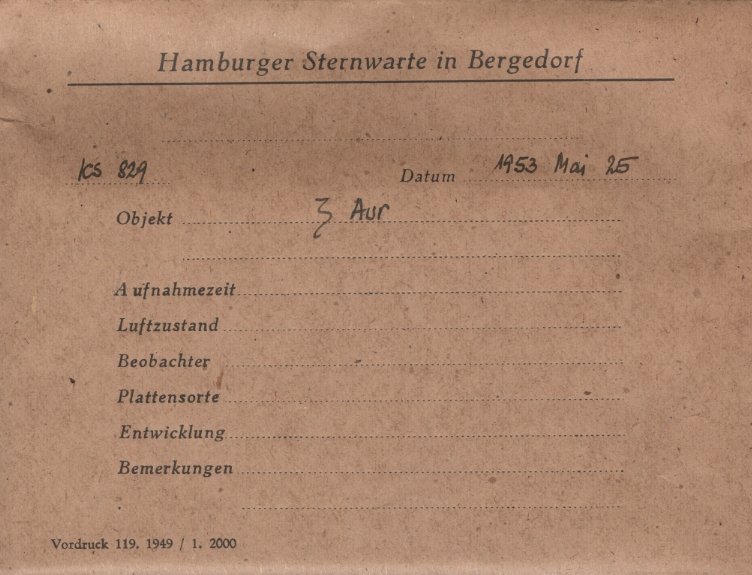 Hamburger Sternwarte in Bergedorf
KS 829 Datum 1953 Mai 25
Objekt ζ Aur
Aufnahmezeit
Luftzustand
Beobachter
Plattensorte
Entwicklung
Bemerkungen
Vordruck 119. 1949 / 1. 2000